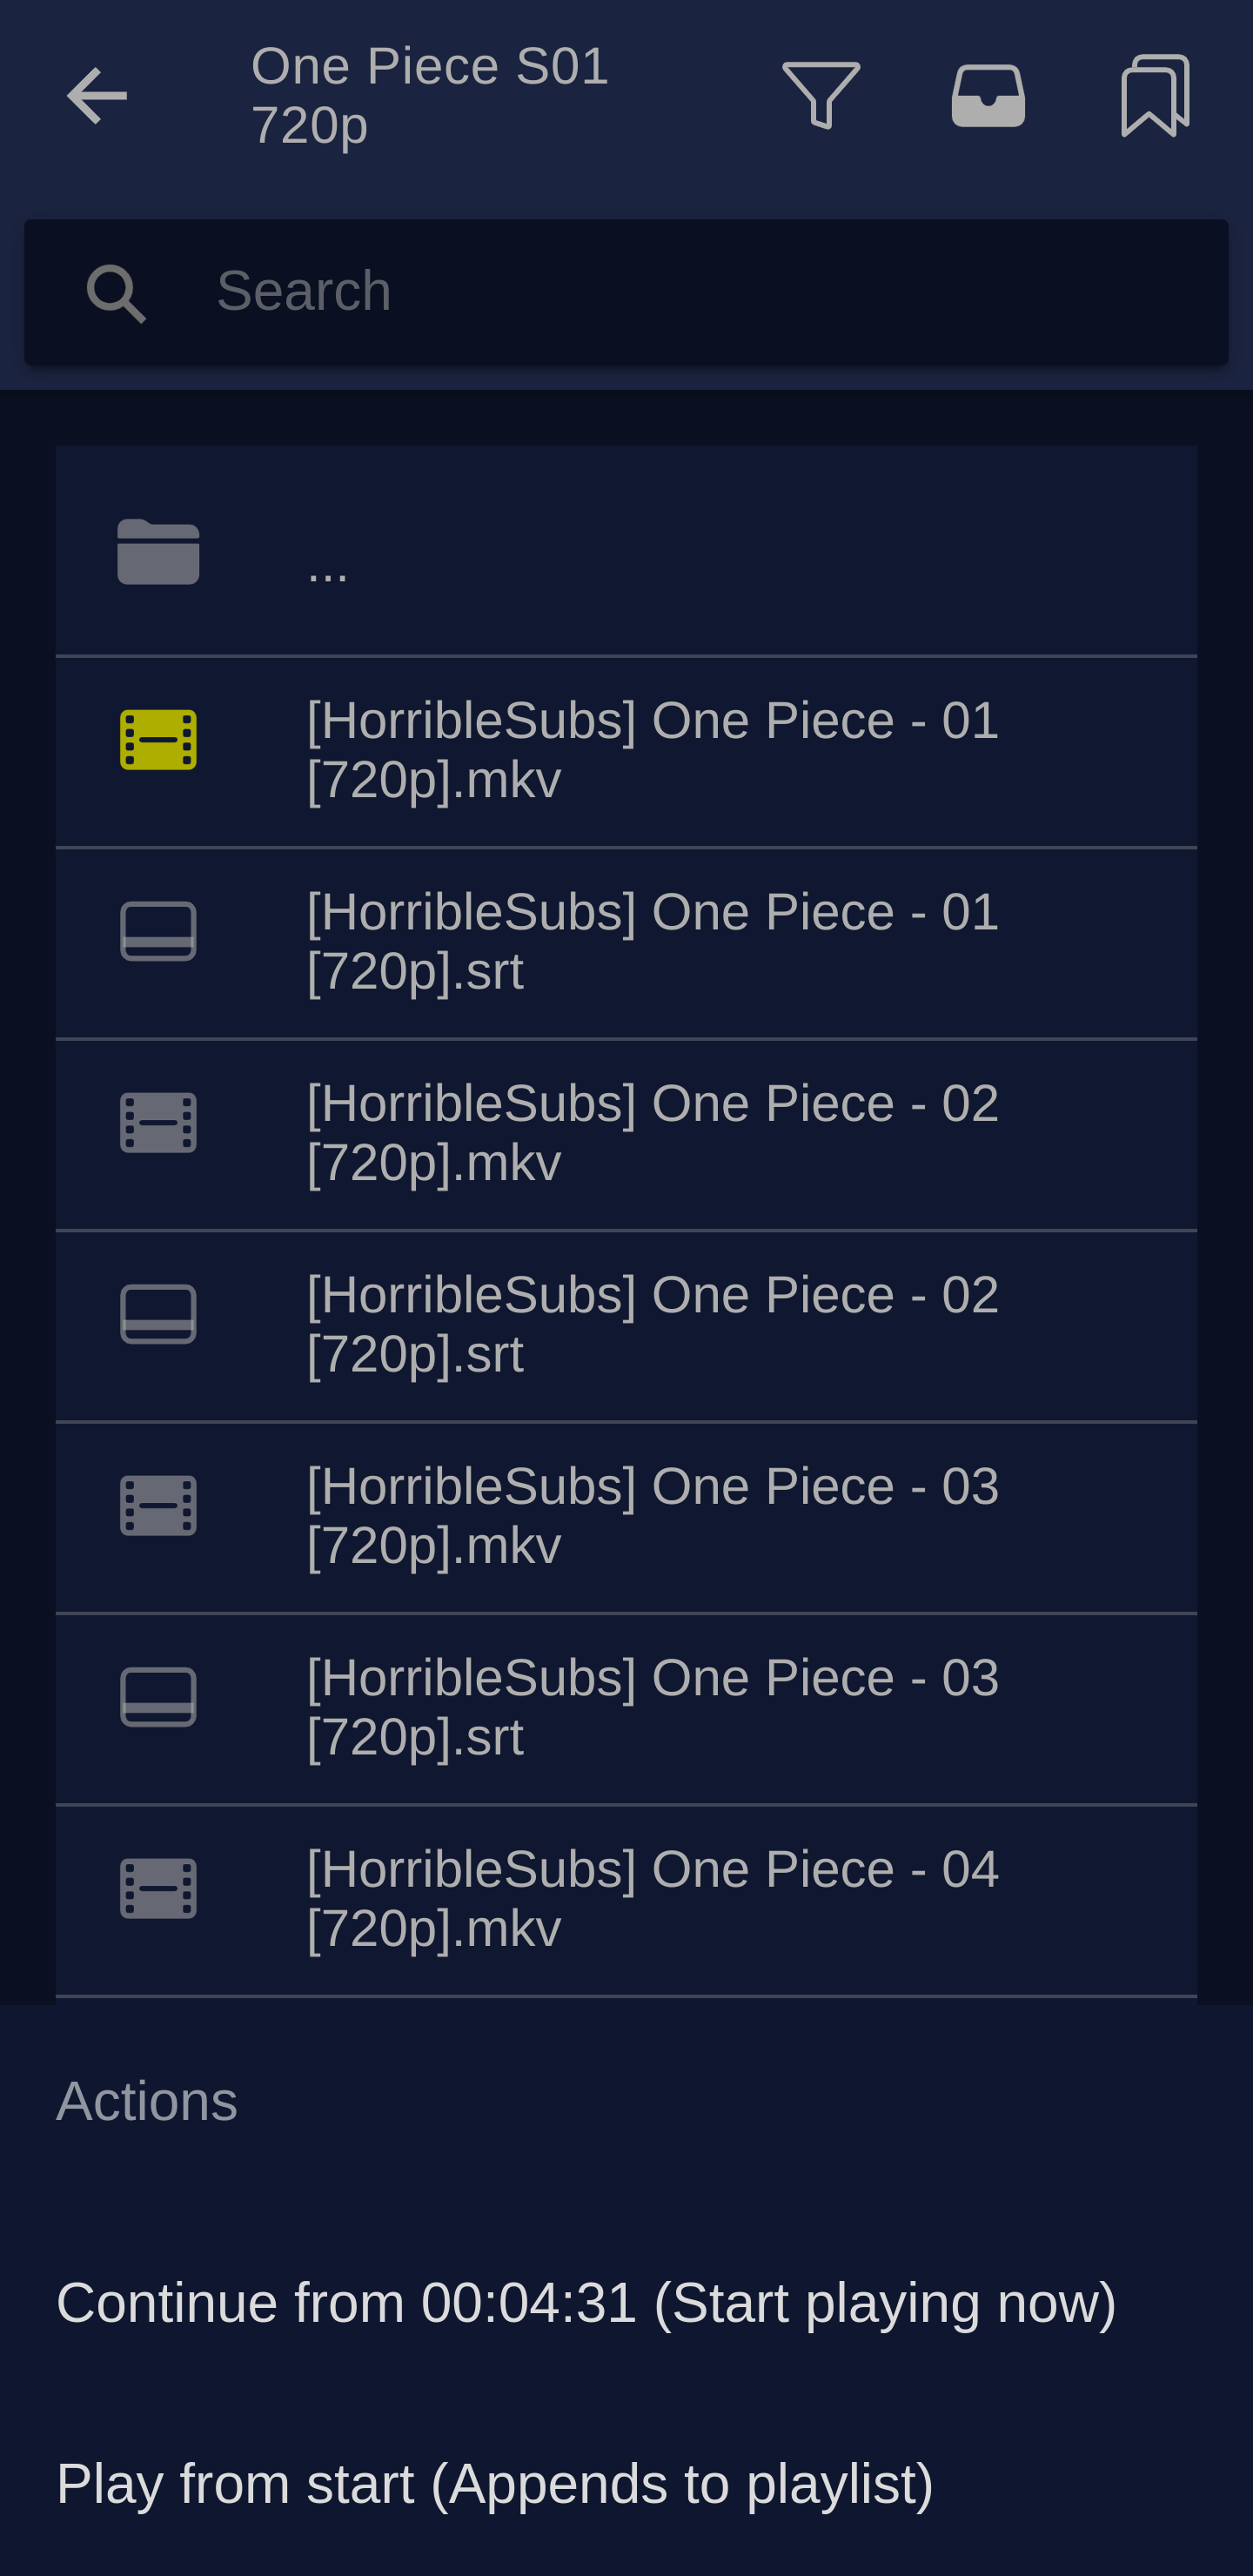 One Piece S01
720p
Search
...
[HorribleSubs] One Piece - 01
[720p].mkv
[HorribleSubs] One Piece - 01
[720p].srt
[HorribleSubs] One Piece - 02
[720p].mkv
[HorribleSubs] One Piece - 02
[720p].srt
[HorribleSubs] One Piece - 03
[720p].mkv
[HorribleSubs] One Piece - 03
[720p].srt
[HorribleSubs] One Piece - 04
[720p].mkv
Actions
Continue from 00:04:31 (Start playing now)
Play from start (Appends to playlist)